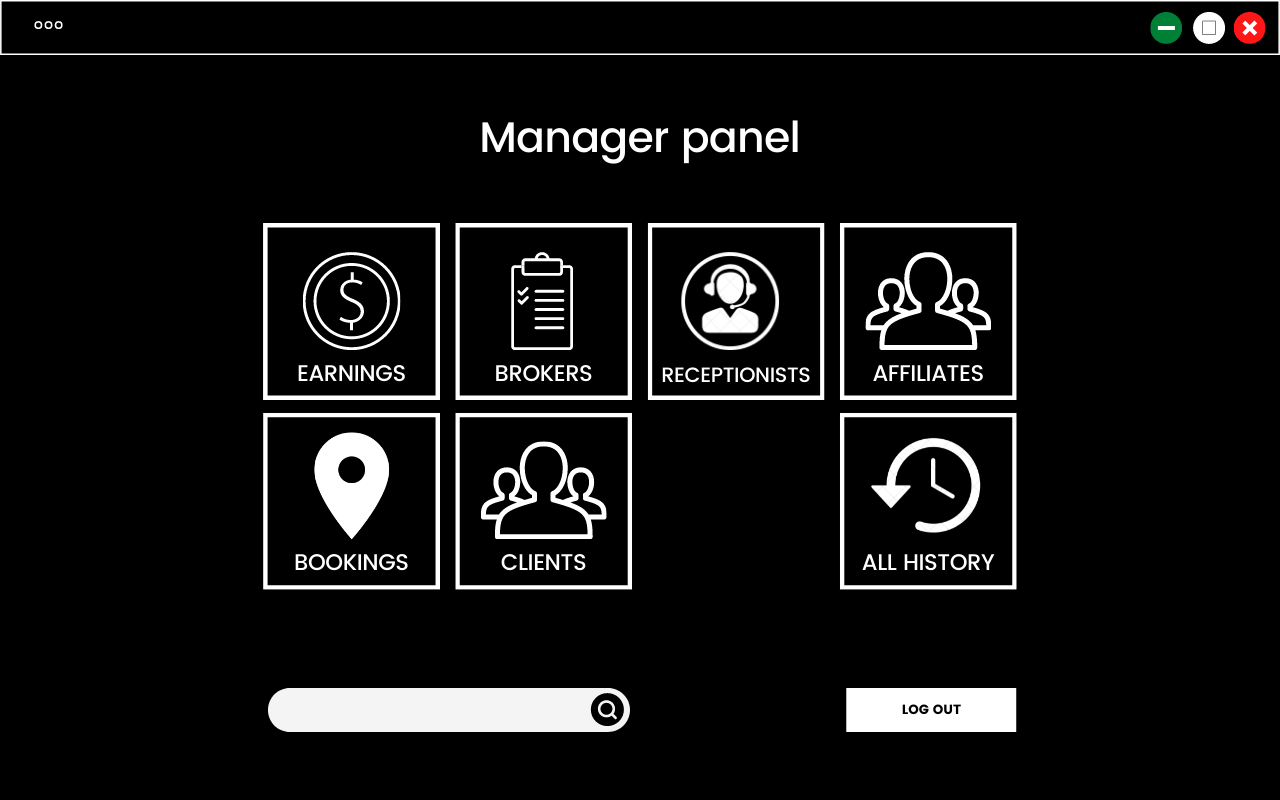 Manager panel
EARNINGS
BROKERS
RECEPTIONISTS
AFFILIATES
BOOKINGS
CLIENTS
ALL HISTORY
LOG OUT